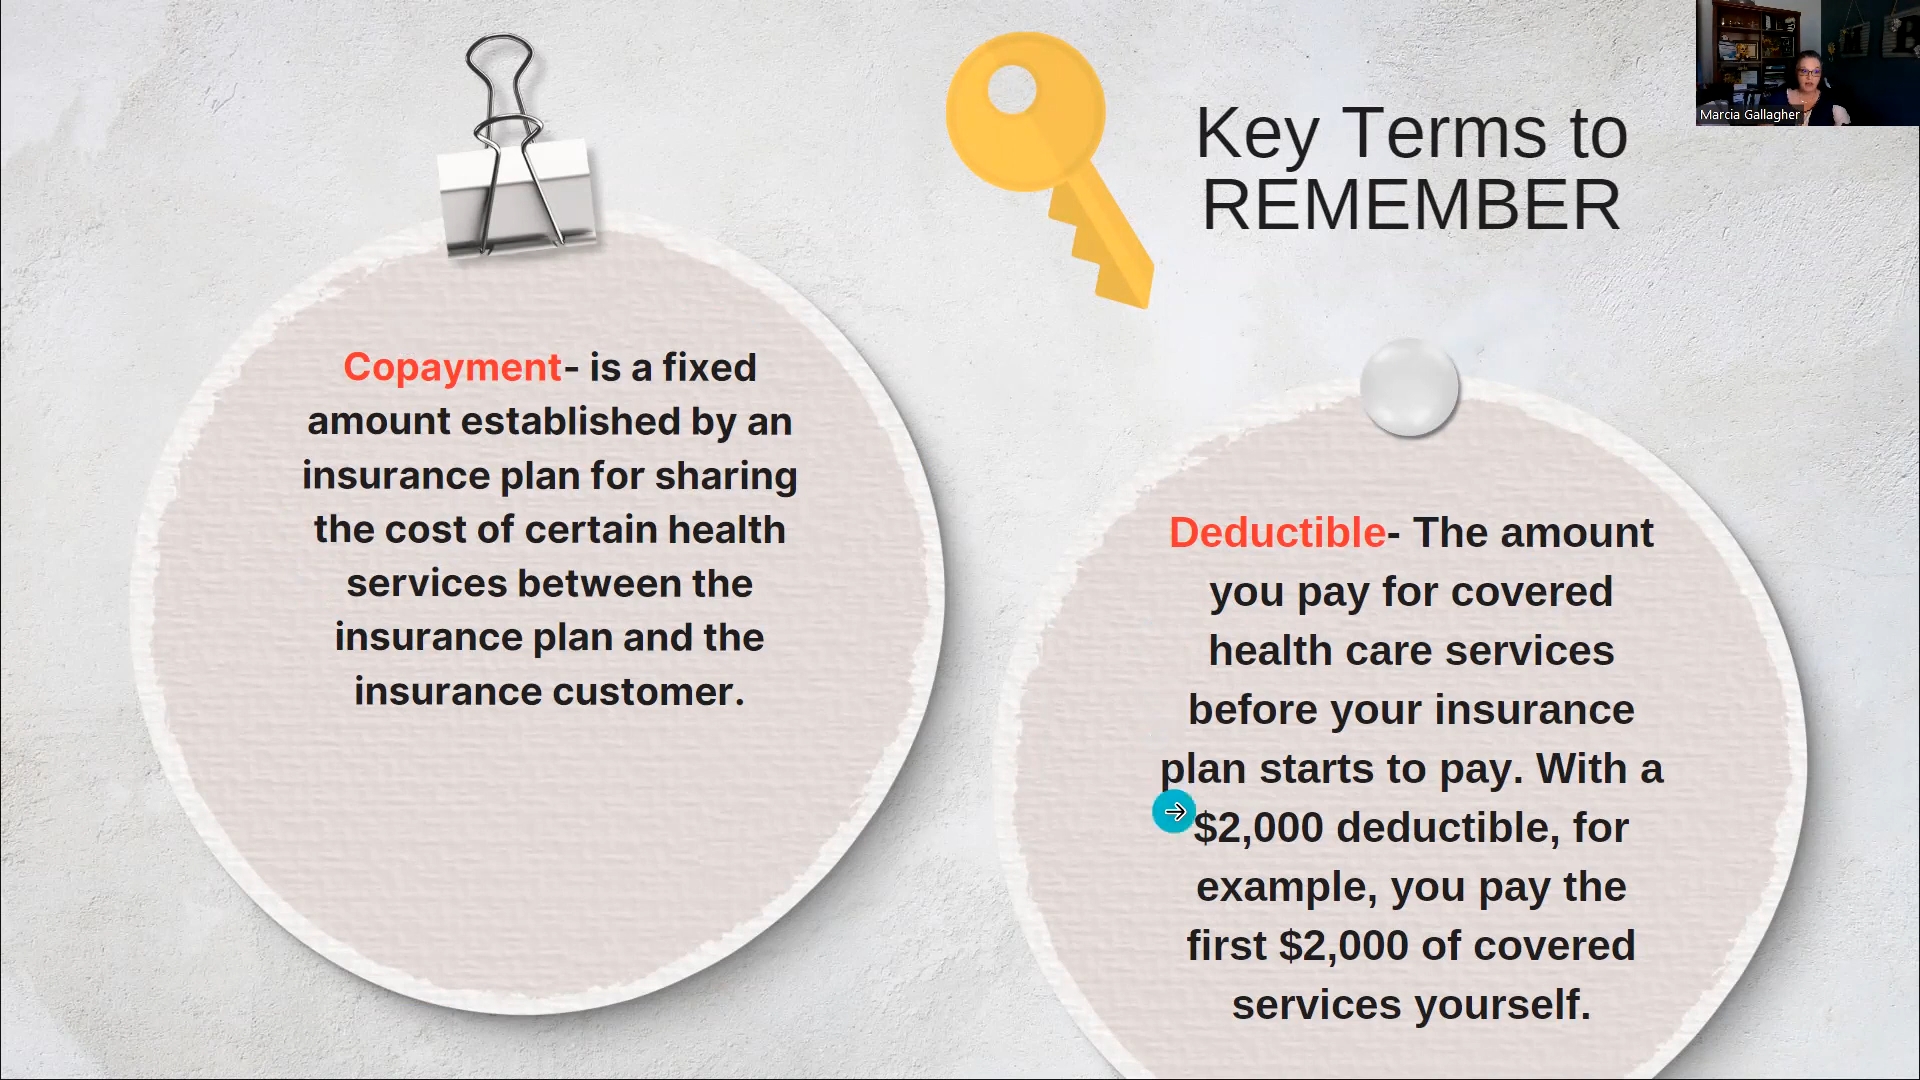 Key Terms to
REMEMBER
Marcia Gallagher
Copayment- is a fixed
amount established by an
insurance plan for sharing
the cost of certain health
services between the
insurance plan and the
insurance customer.
Deductible- The amount
you pay for covered
health care services
before your insurance
plan starts to pay. With a
$2,000 deductible, for
example, you pay the
first $2,000 of covered
services yourself.